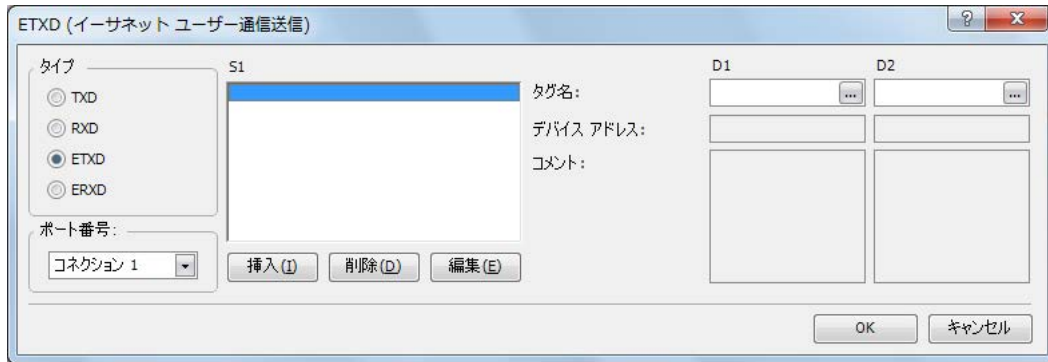 ETXD (イーサネット ユーザー通信送信)
タイプ
TXD
RXD
ETXD
ERXD
ポート番号:
コネクション 1
S1
挿入(I)
削除(D)
編集(E)
D1
D2
タグ名:
...
...
デバイス アドレス:
コメント:
OK
キャンセル